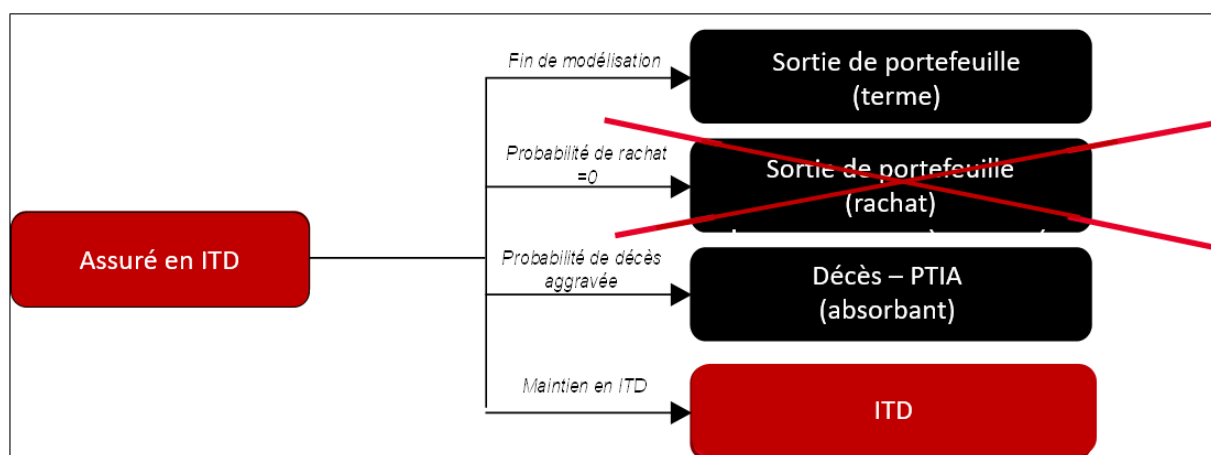 Fin de modélisation
Sortie de portefeuille
(terme)
Probabilité de rachat
=0
Sortie de portefeuille
(rachat)
Assuré en ITD
Probabilité de décès
aggravée
Décès – PTIA
(absorbant)
Maintien en ITD
ITD